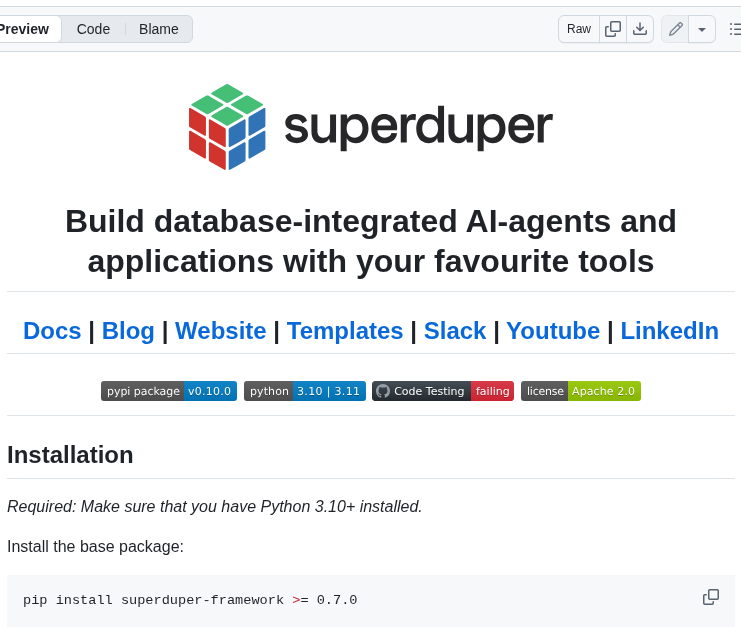 Preview Code Blame Raw
superduper
Build database-integrated AI-agents and
applications with your favourite tools
Docs | Blog | Website | Templates | Slack | Youtube | LinkedIn
pypi package v0.10.0 python 3.10 | 3.11 Code Testing failing license Apache 2.0
Installation
Required: Make sure that you have Python 3.10+ installed.
Install the base package:
pip install superduper-framework >= 0.7.0